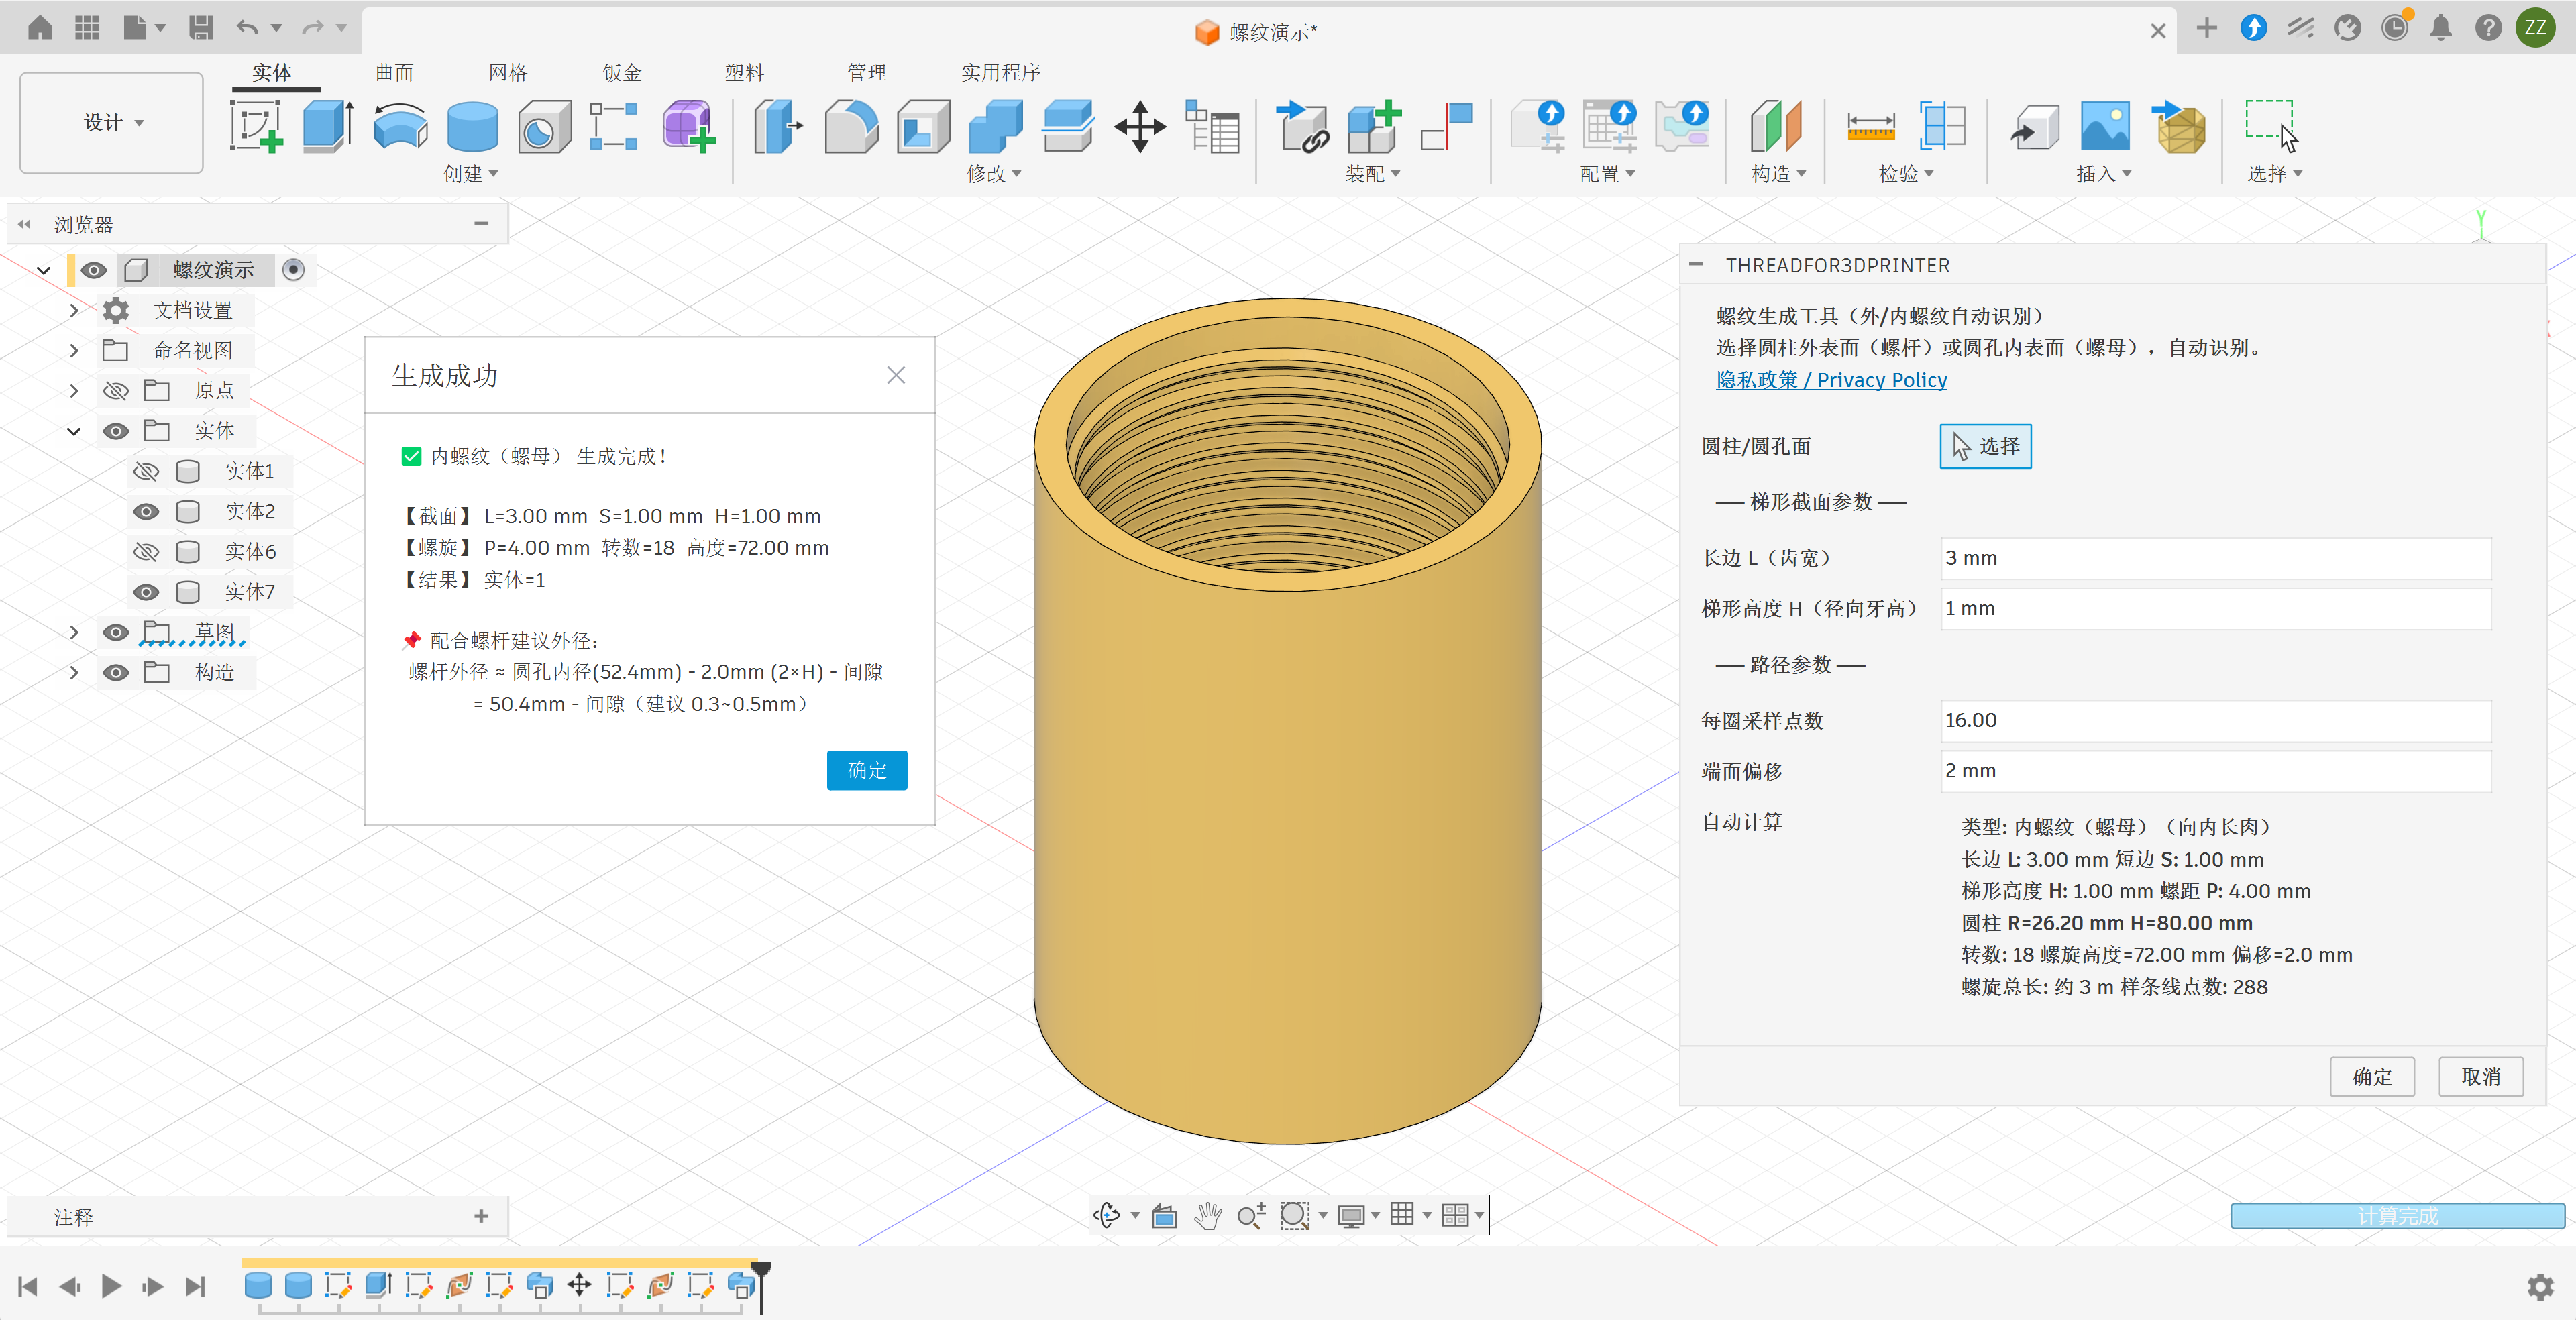 螺纹演示*
ZZ
设计
实体 曲面 网格 钣金 塑料 管理 实用程序
创建 修改 装配 配置 构造 检验 插入 选择
浏览器
螺纹演示
文档设置
命名视图
原点
实体
实体1
实体2
实体6
实体7
草图
构造
生成成功
✅ 内螺纹（螺母） 生成完成！
【截面】 L=3.00 mm S=1.00 mm H=1.00 mm
【螺旋】 P=4.00 mm 转数=18 高度=72.00 mm
【结果】 实体=1
📌 配合螺杆建议外径：
螺杆外径 ≈ 圆孔内径(52.4mm) - 2.0mm (2×H) - 间隙
= 50.4mm - 间隙（建议 0.3~0.5mm）
确定
Y
THREADFOR3DPRINTER
螺纹生成工具（外/内螺纹自动识别）
选择圆柱外表面（螺杆）或圆孔内表面（螺母），自动识别。
隐私政策 / Privacy Policy
圆柱/圆孔面 选择
── 梯形截面参数 ──
长边 L（齿宽） 3 mm
梯形高度 H（径向牙高） 1 mm
── 路径参数 ──
每圈采样点数 16.00
端面偏移 2 mm
自动计算
类型: 内螺纹（螺母）（向内长肉）
长边 L: 3.00 mm 短边 S: 1.00 mm
梯形高度 H: 1.00 mm 螺距 P: 4.00 mm
圆柱 R=26.20 mm H=80.00 mm
转数: 18 螺旋高度=72.00 mm 偏移=2.0 mm
螺旋总长: 约 3 m 样条线点数: 288
确定 取消
注释
计算完成